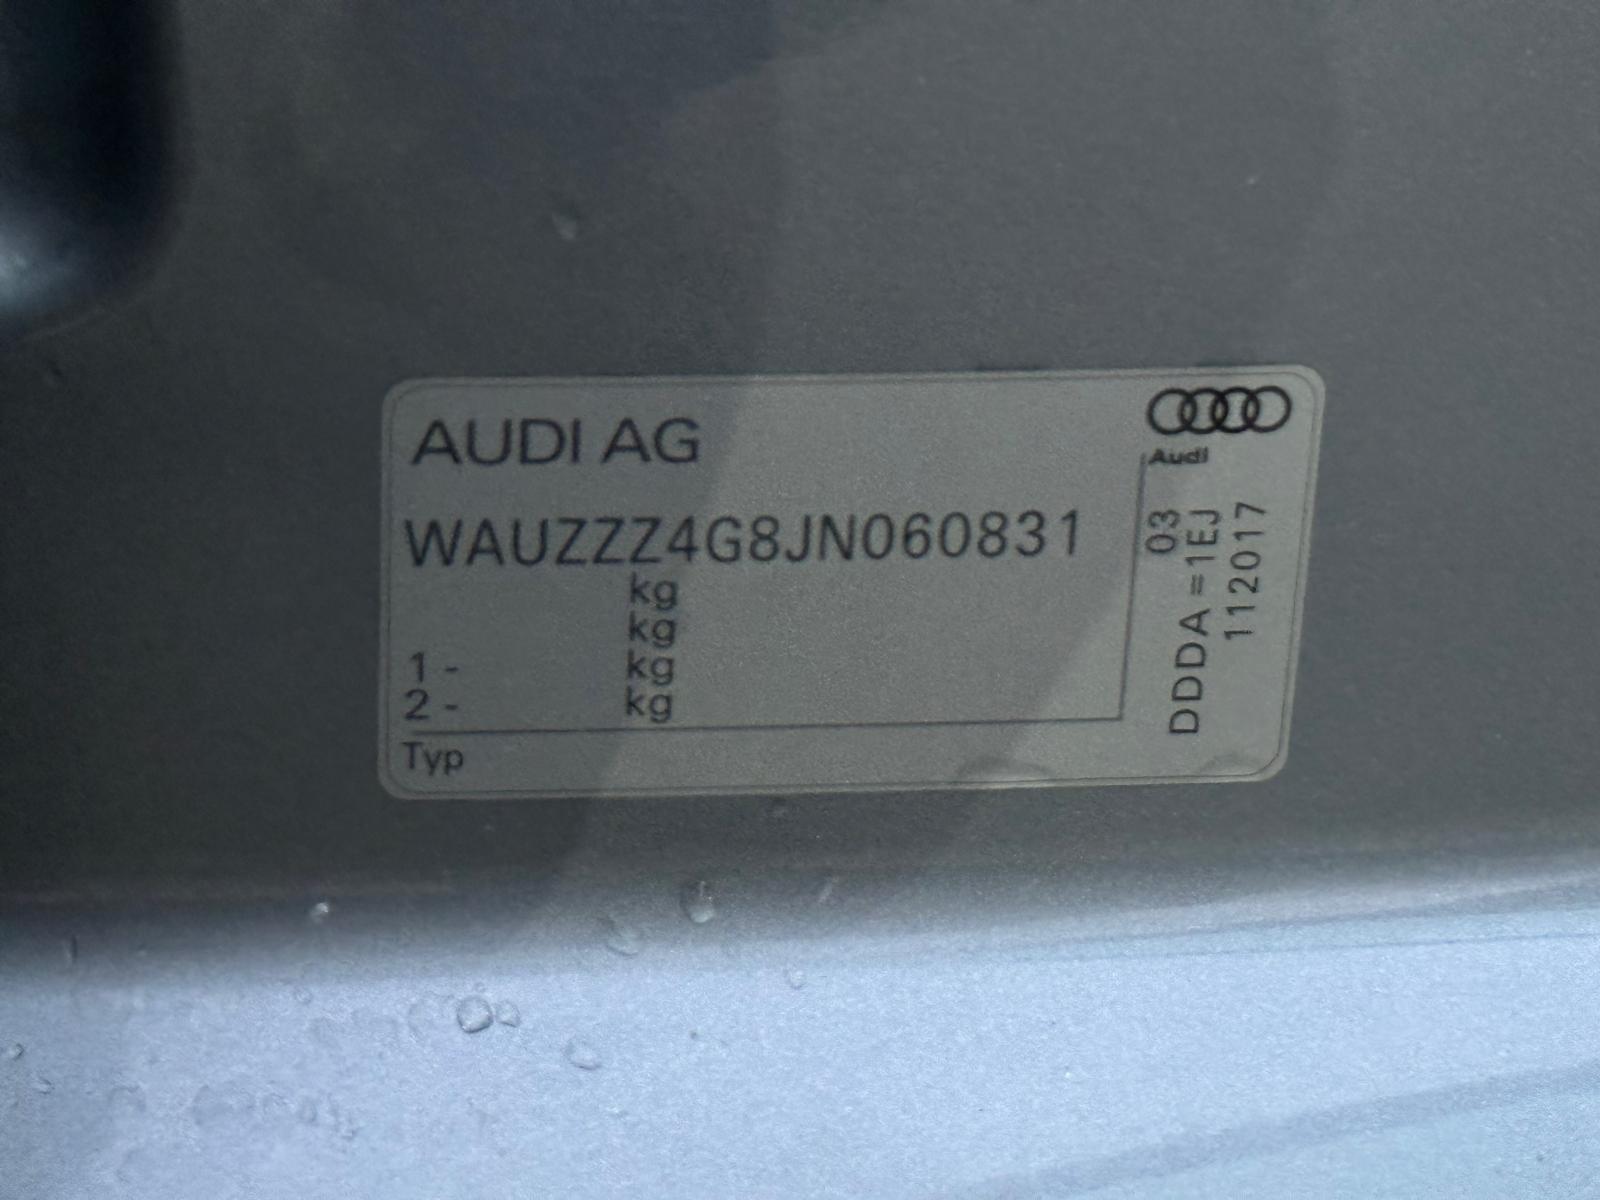 AUDI AG
WAUZZZ4G8JN060831
kg
kg
1 - kg
2 - kg
Typ
Audi
03
DDDA =1EJ
112017